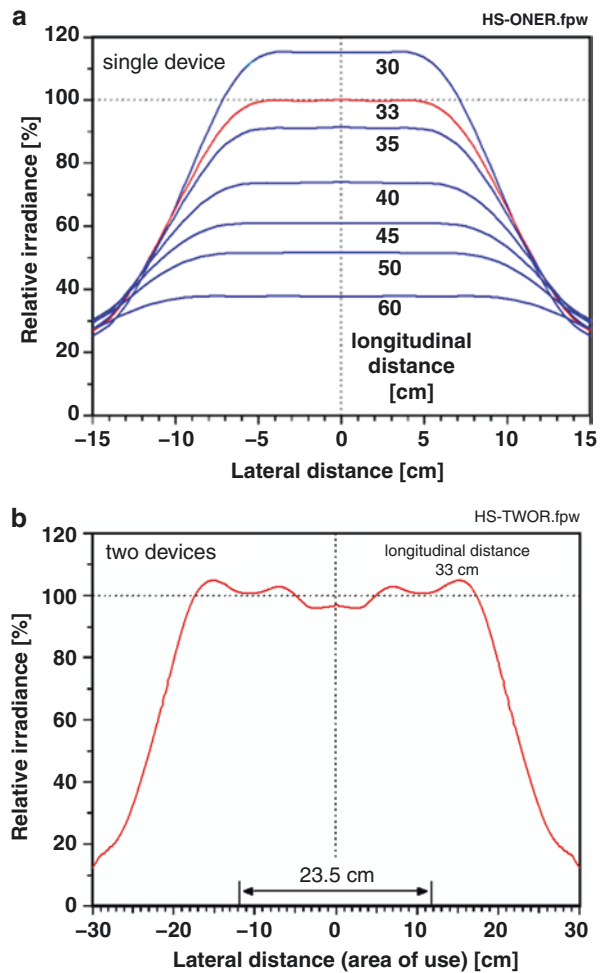 a
HS-ONER.fpw
120
100
80
60
40
20
0
Relative irradiance [%]
single device
30
33
35
40
45
50
60
longitudinal
distance
[cm]
−15
−10
−5
0
5
10
15
Lateral distance [cm]
b
HS-TWOR.fpw
120
100
80
60
40
20
0
Relative irradiance [%]
two devices
longitudinal distance
33 cm
23.5 cm
−30
−20
−10
0
10
20
30
Lateral distance (area of use) [cm]